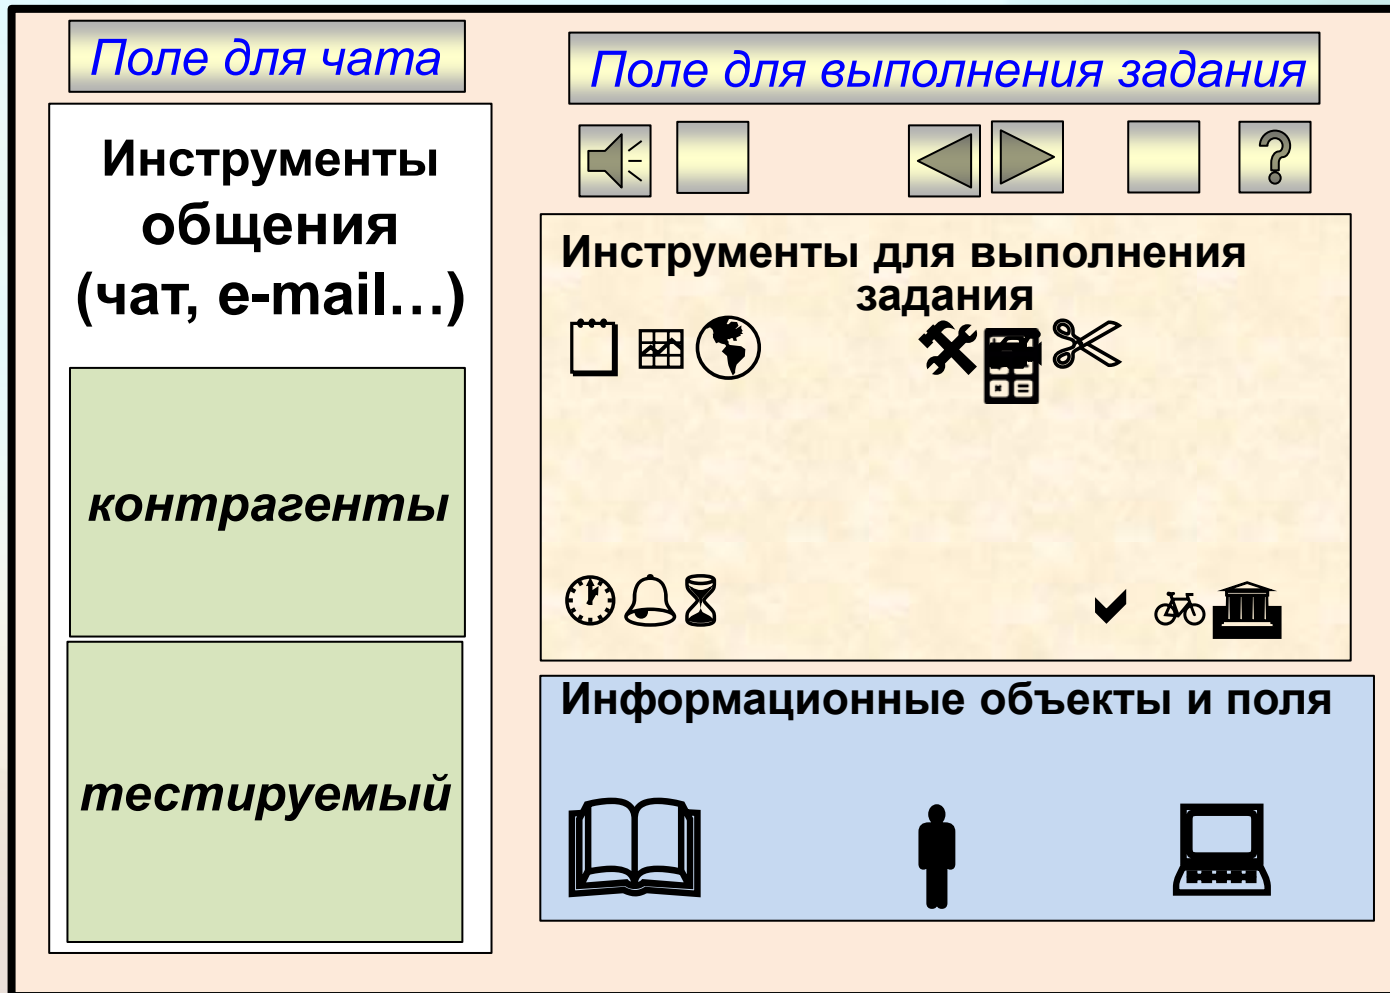 Поле для чата
Поле для выполнения задания
Инструменты
общения
(чат, e-mail...)
контрагенты
тестируемый
Инструменты для выполнения
задания
Информационные объекты и поля